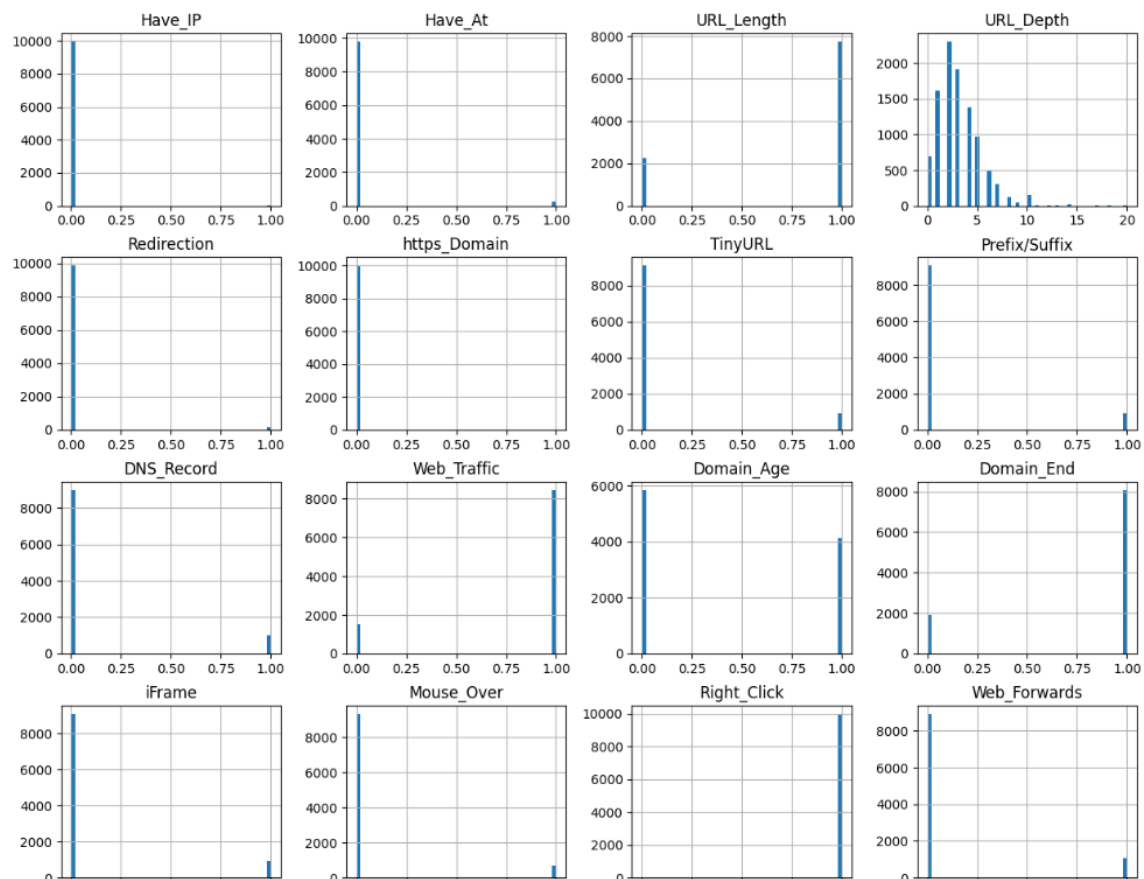 Have_IP Have_At URL_Length URL_Depth
10000 8000 6000 4000 2000 0
10000 8000 6000 4000 2000 0
8000 6000 4000 2000 0
2000 1500 1000 500 0
0.00 0.25 0.50 0.75 1.00
0.00 0.25 0.50 0.75 1.00
0.00 0.25 0.50 0.75 1.00
0 5 10 15 20
Redirection https_Domain TinyURL Prefix/Suffix
10000 8000 6000 4000 2000 0
10000 8000 6000 4000 2000 0
8000 6000 4000 2000 0
8000 6000 4000 2000 0
0.00 0.25 0.50 0.75 1.00
0.00 0.25 0.50 0.75 1.00
0.00 0.25 0.50 0.75 1.00
0.00 0.25 0.50 0.75 1.00
DNS_Record Web_Traffic Domain_Age Domain_End
8000 6000 4000 2000 0
8000 6000 4000 2000 0
6000 4000 2000 0
8000 6000 4000 2000 0
0.00 0.25 0.50 0.75 1.00
0.00 0.25 0.50 0.75 1.00
0.00 0.25 0.50 0.75 1.00
0.00 0.25 0.50 0.75 1.00
iFrame Mouse_Over Right_Click Web_Forwards
8000 6000 4000 2000 0
8000 6000 4000 2000 0
10000 8000 6000 4000 2000 0
8000 6000 4000 2000 0